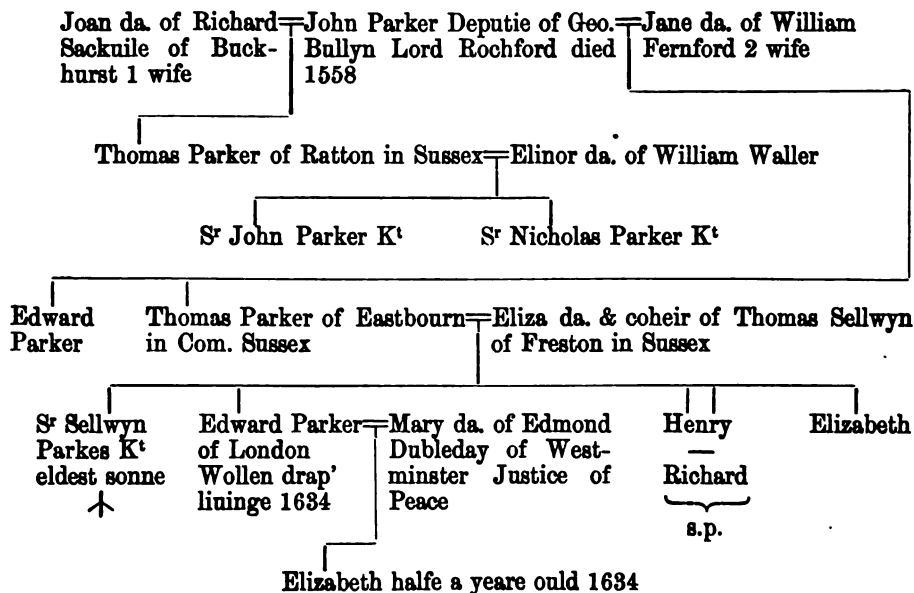 Joan da. of Richard
Sackuile of Buck-
hurst 1 wife
John Parker Deputie of Geo.
Bullyn Lord Rochford died
1558
Jane da. of William
Fernford 2 wife
Thomas Parker of Ratton in Sussex
Elinor da. of William Waller
Sʳ John Parker Kᵗ
Sʳ Nicholas Parker Kᵗ
Edward
Parker
Thomas Parker of Eastbourn
in Com. Sussex
Eliza da. & coheir of Thomas Sellwyn
of Freston in Sussex
Sʳ Sellwyn
Parkes Kᵗ
eldest sonne
Edward Parker
of London
Wollen drap'
liuinge 1634
Mary da. of Edmond
Dubleday of West-
minster Justice of
Peace
Henry
Richard
s.p.
Elizabeth
Elizabeth halfe a yeare ould 1634